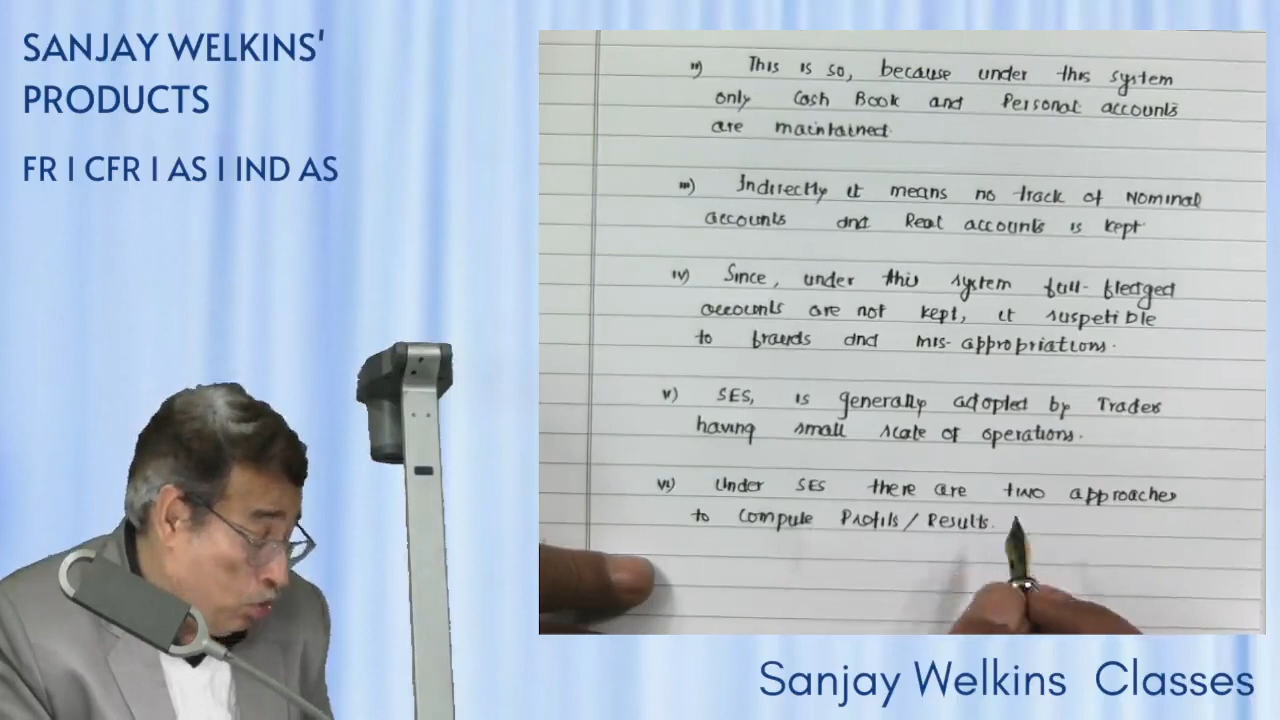 SANJAY WELKINS'
PRODUCTS
FR | CFR | AS | IND AS
ii) This is so, because under this system
only Cash Book and Personal accounts
are maintained.
iii) Indirectly it means no track of Nominal
accounts and Real accounts is kept
iv) Since, under this system full-fledged
accounts are not kept, it suspetible
to frauds and mis-appropriations.
v) SES, is generally adopted by Trades
having small scale of operations.
vi) Under SES there are two approaches
to compute Profits / Results.
Sanjay Welkins Classes